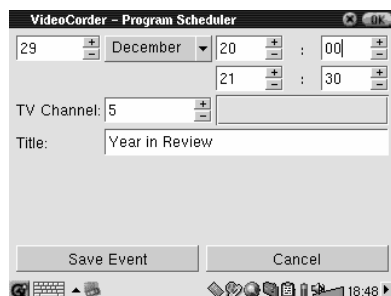 VideoCorder – Program Scheduler OK
29 December 20 : 00
21 : 30
TV Channel: 5
Title: Year in Review
Save Event Cancel
18:48